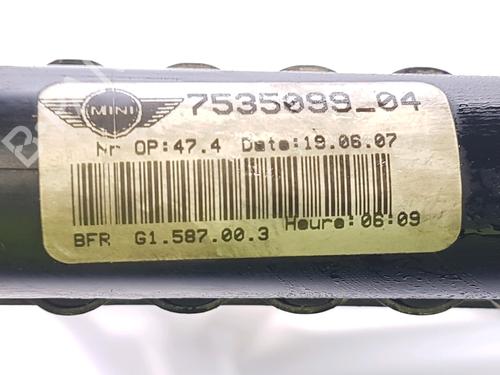 MINI
7535099_04
Nr OP:47.4 Date:19.06.07
BFR G1.587.00.3 Heure:06:09